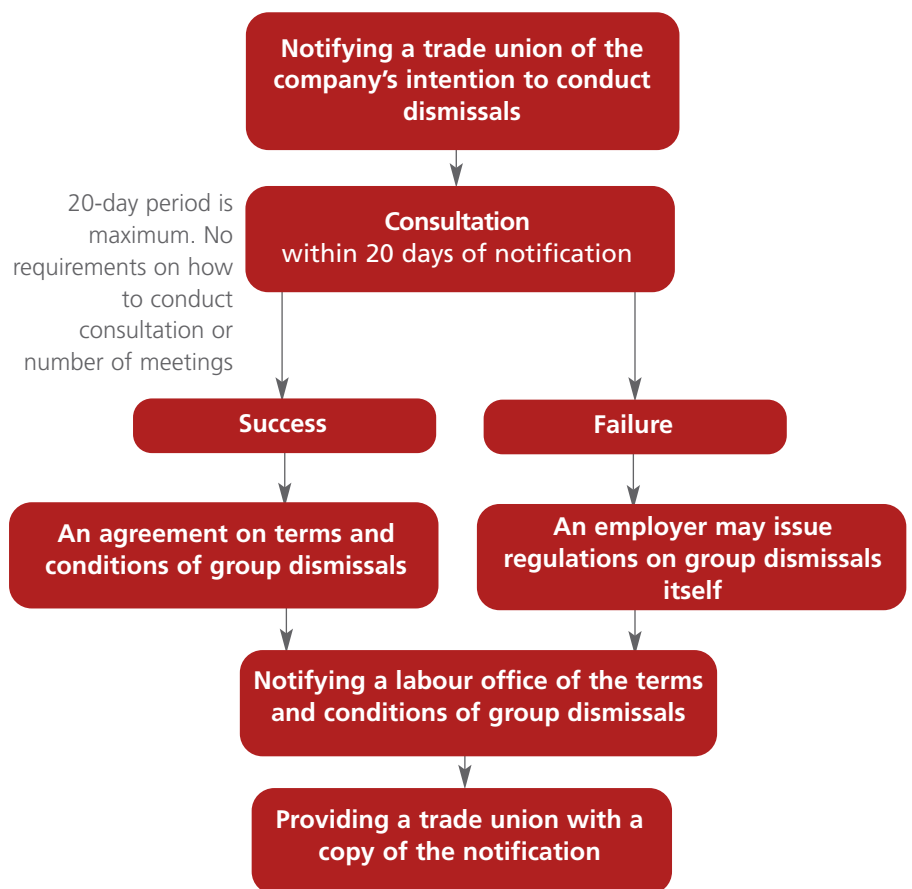 Notifying a trade union of the
company’s intention to conduct
dismissals
20-day period is
maximum. No
requirements on how
to conduct
consultation or
number of meetings
Consultation
within 20 days of notification
Success
Failure
An agreement on terms and
conditions of group dismissals
An employer may issue
regulations on group dismissals
itself
Notifying a labour office of the terms
and conditions of group dismissals
Providing a trade union with a
copy of the notification